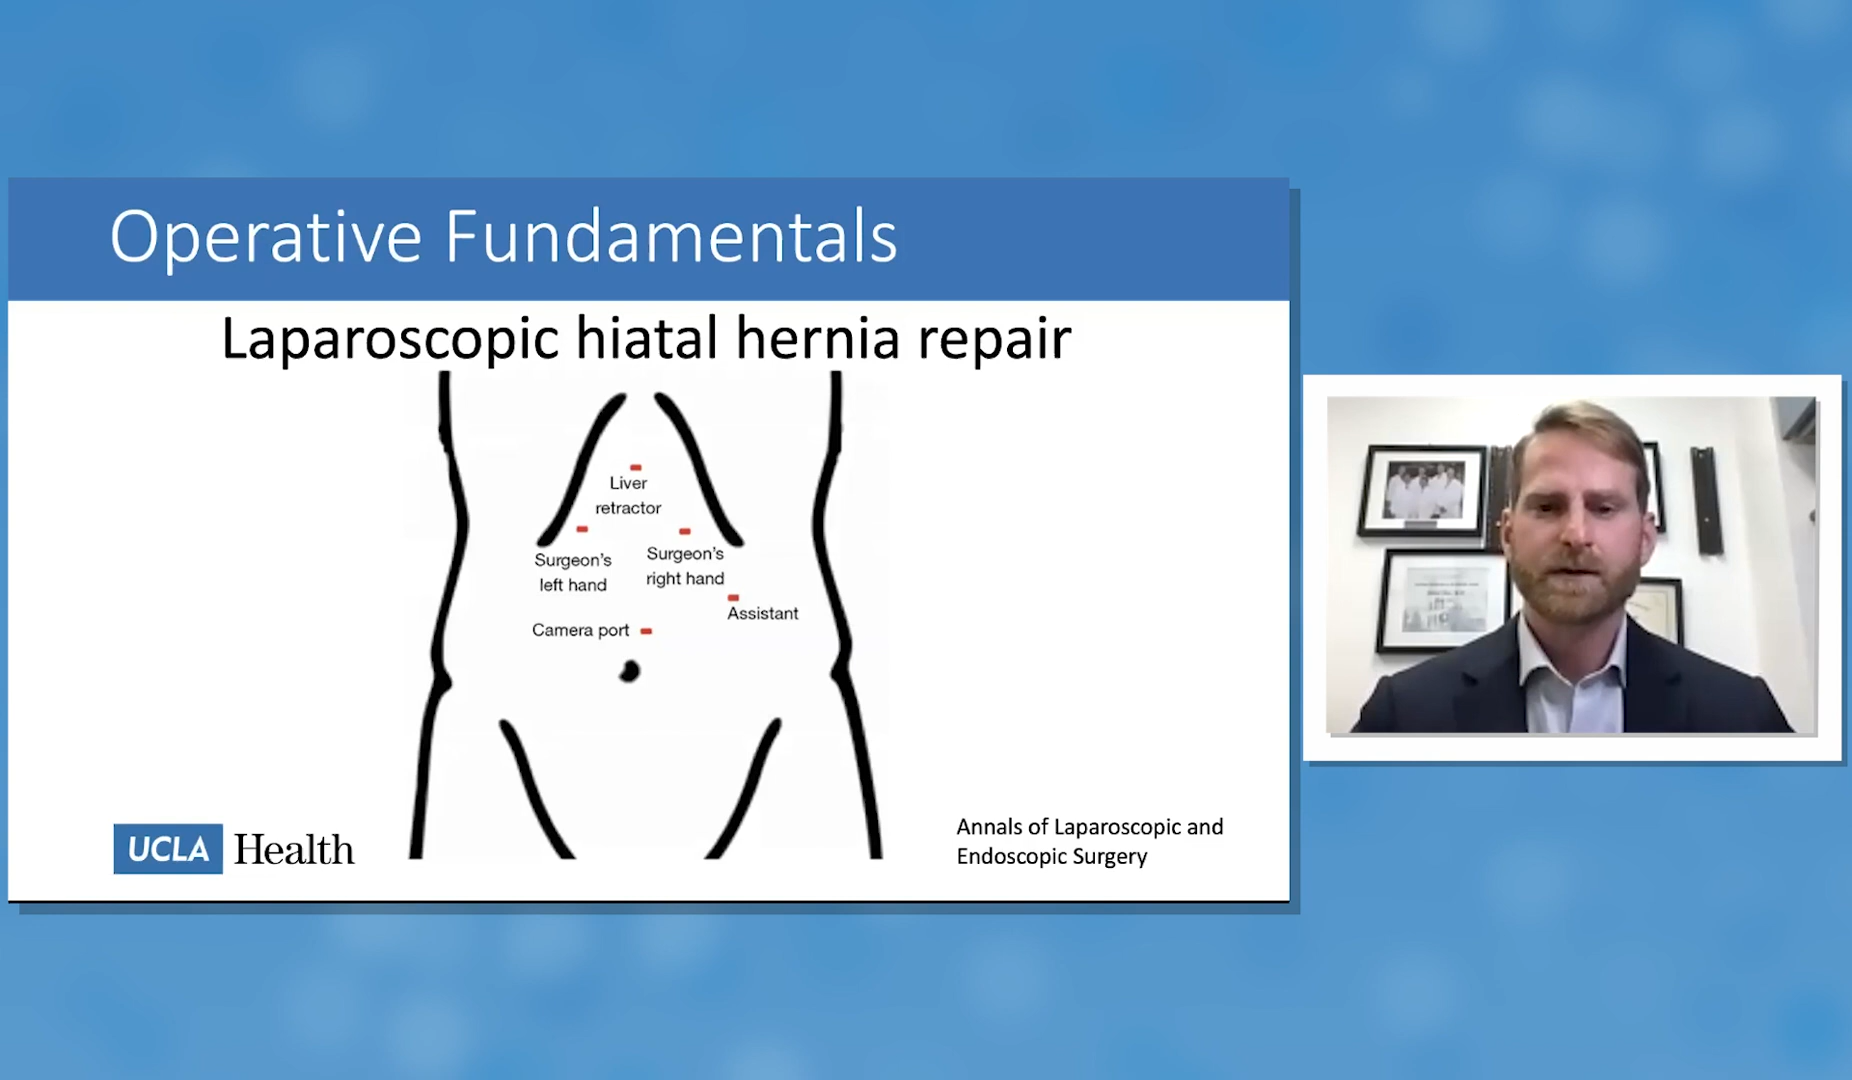 Operative Fundamentals
Laparoscopic hiatal hernia repair
Liver
retractor
Surgeon's
left hand
Surgeon's
right hand
Assistant
Camera port
UCLA Health
Annals of Laparoscopic and
Endoscopic Surgery